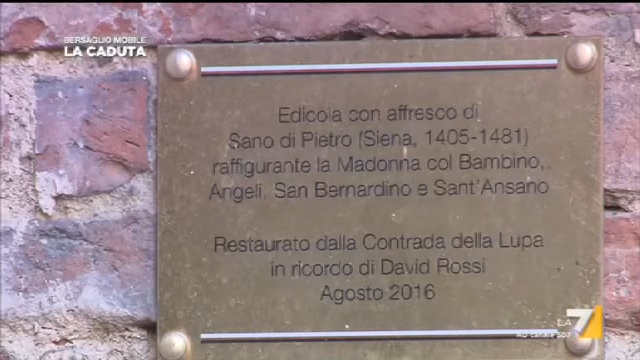 BERSAGLIO MOBILE
LA CADUTA
Edicola con affresco di
Sano di Pietro (Siena, 1405-1481)
raffigurante la Madonna col Bambino,
Angeli, San Bernardino e Sant'Ansano
Restaurato dalla Contrada della Lupa
in ricordo di David Rossi
Agosto 2016
LA7